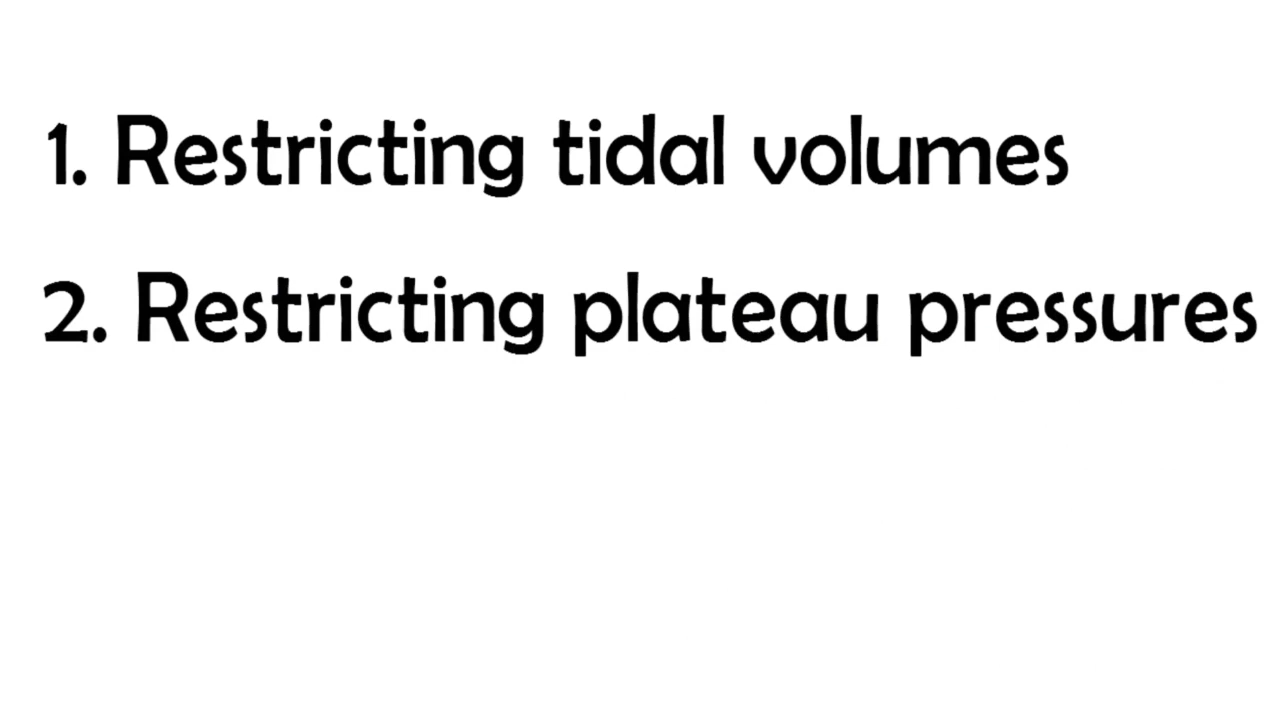 1. Restricting tidal volumes
2. Restricting plateau pressures